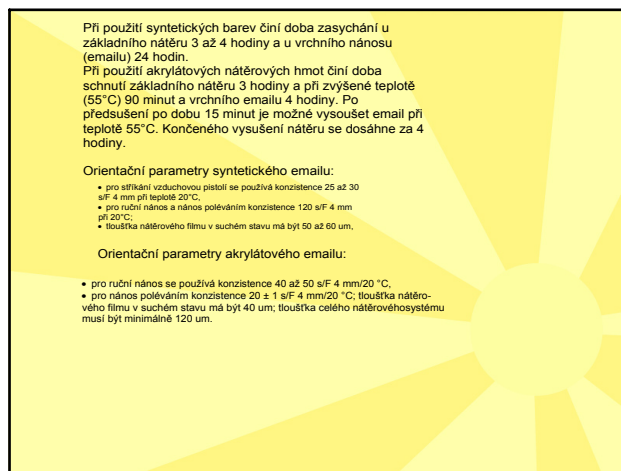 Při použití syntetických barev činí doba zasychání u
základního nátěru 3 až 4 hodiny a u vrchního nánosu
(emailu) 24 hodin.
Při použití akrylátových nátěrových hmot činí doba
schnutí základního nátěru 3 hodiny a při zvýšené teplotě
(55°C) 90 minut a vrchního emailu 4 hodiny. Po
předsušení po dobu 15 minut je možné vysoušet email při
teplotě 55°C. Končeného vysušení nátěru se dosáhne za 4
hodiny.
Orientační parametry syntetického emailu:
• pro stříkání vzduchovou pistolí se používá konzistence 25 až 30
s/F 4 mm při teplotě 20°C,
• pro ruční nános a nános poléváním konzistence 120 s/F 4 mm
při 20°C;
• tloušťka nátěrového filmu v suchém stavu má být 50 až 60 um,
Orientační parametry akrylátového emailu:
• pro ruční nános se používá konzistence 40 až 50 s/F 4 mm/20 °C,
• pro nános poléváním konzistence 20 ± 1 s/F 4 mm/20 °C; tloušťka nátěro-
vého filmu v suchém stavu má být 40 um; tloušťka celého nátěrovéhosystému
musí být minimálně 120 um.